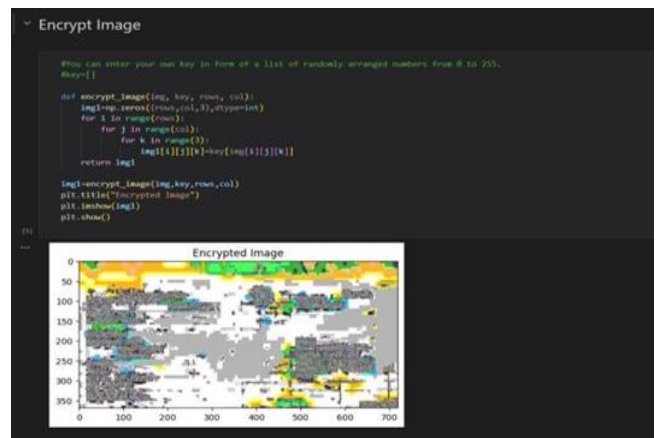 Encrypt Image
#You can enter your own key in form of a list of randomly arranged numbers from 0 to 255.
#key=[]
def encrypt_image(img, key, rows, col):
img1=np.zeros((rows,col,3),dtype=int)
for i in range(rows):
for j in range(col):
for k in range(3):
img1[i][j][k]=key[img[i][j][k]]
return img1
img1=encrypt_image(img,key,rows,col)
plt.title("Encrypted Image")
plt.imshow(img1)
plt.show()
...
Encrypted Image
0
50
100
150
200
250
300
350
0 100 200 300 400 500 600 700